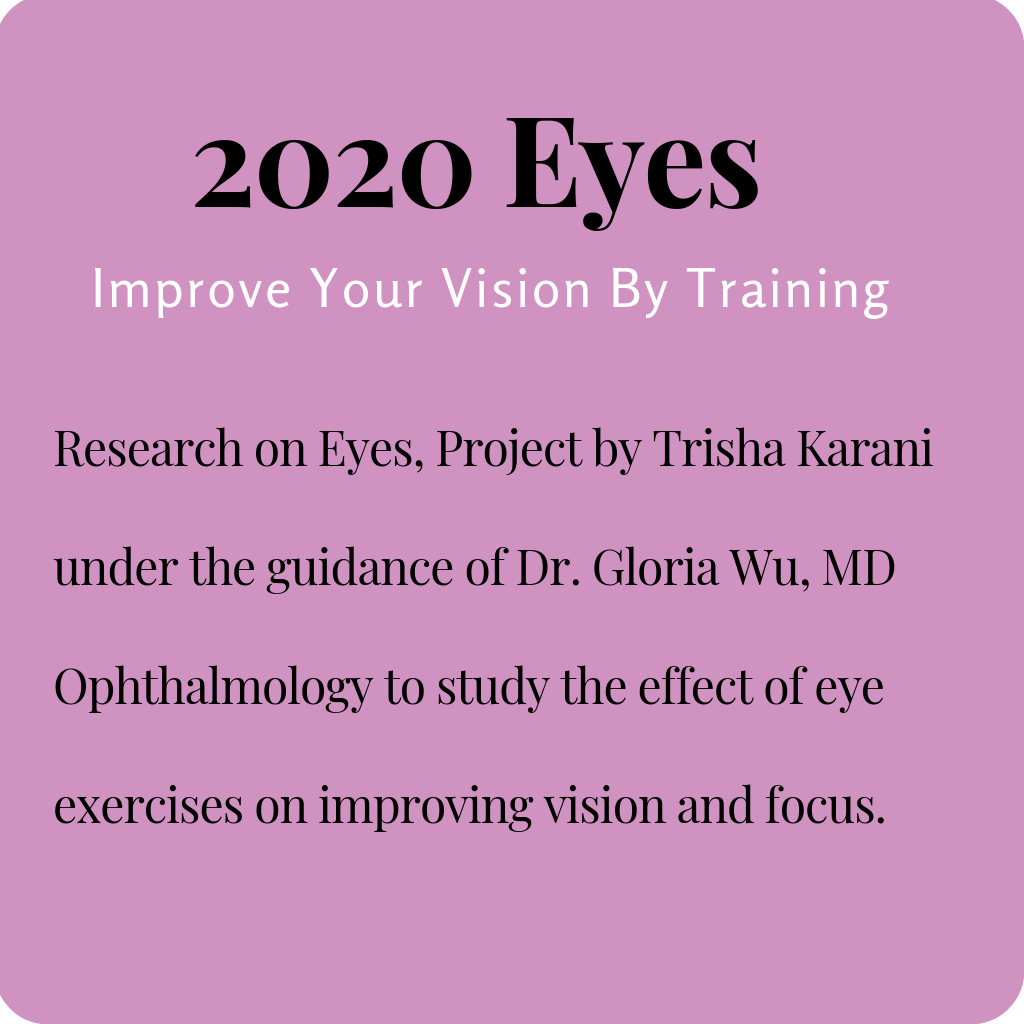 2020 Eyes
Improve Your Vision By Training
Research on Eyes, Project by Trisha Karani
under the guidance of Dr. Gloria Wu, MD
Ophthalmology to study the effect of eye
exercises on improving vision and focus.